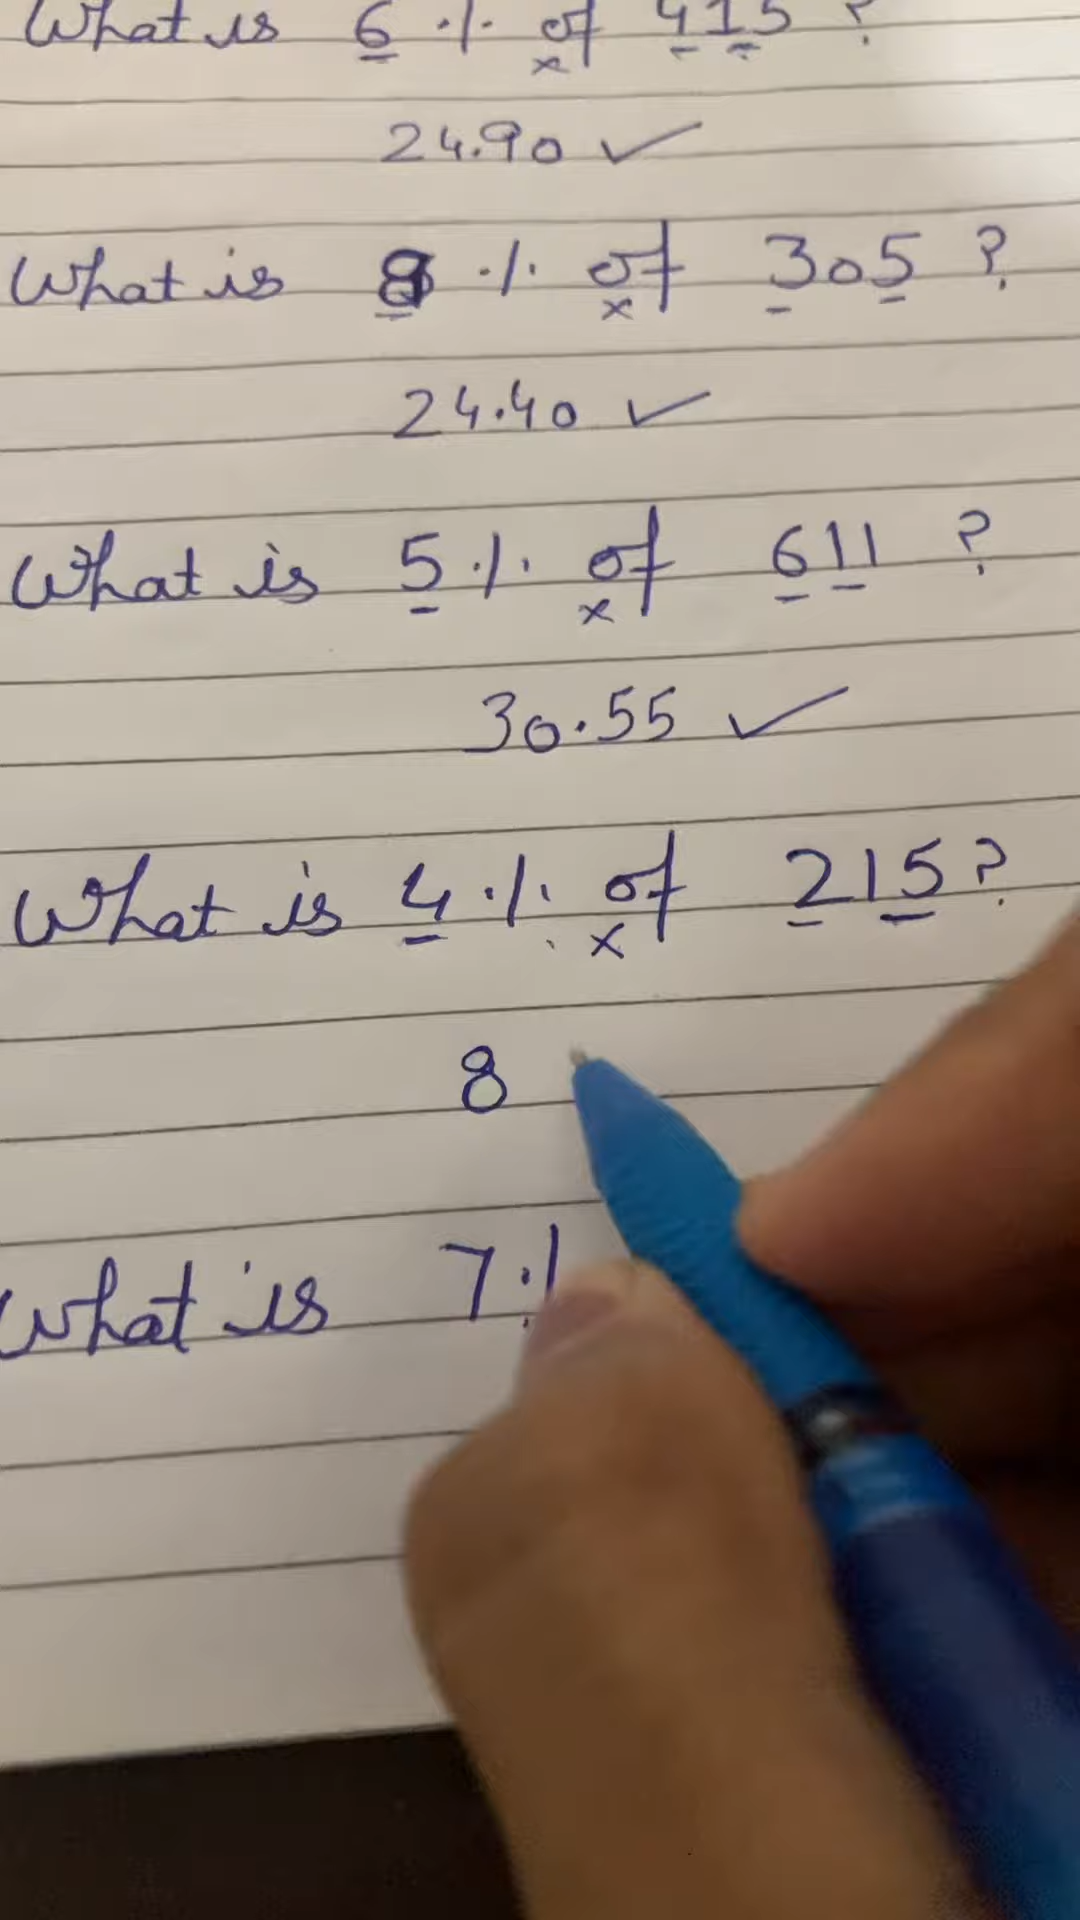 What is 6 % of 415 ?
x
24.90 ✓
What is 8 % of 305 ?
x
24.40 ✓
What is 5 % of 611 ?
x
30.55 ✓
What is 4 % of 215 ?
x
8
What is 7 %